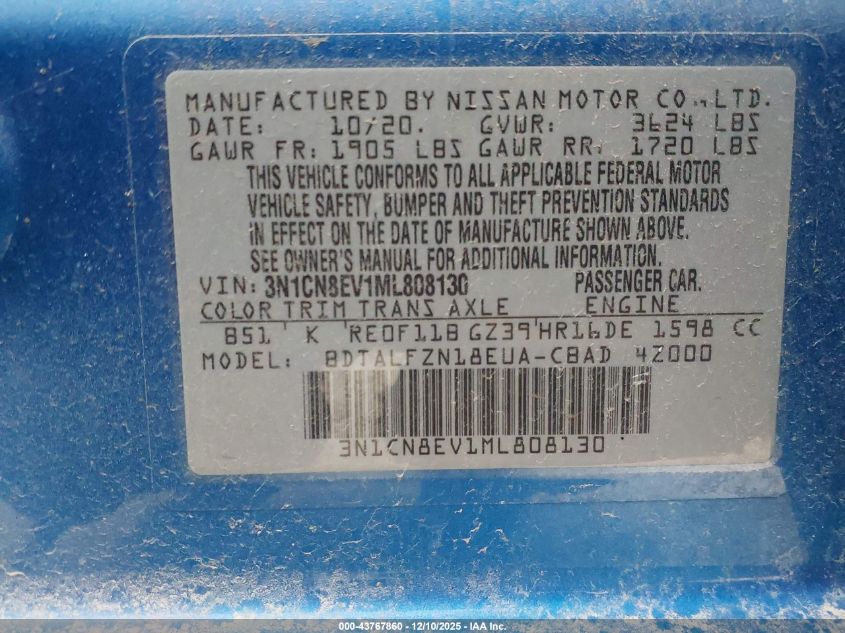 MANUFACTURED BY NISSAN MOTOR CO.,LTD.
DATE: 10/20. GVWR: 3624 LBS
GAWR FR: 1905 LBS GAWR RR: 1720 LBS
THIS VEHICLE CONFORMS TO ALL APPLICABLE FEDERAL MOTOR
VEHICLE SAFETY, BUMPER AND THEFT PREVENTION STANDARDS
IN EFFECT ON THE DATE OF MANUFACTURE SHOWN ABOVE.
SEE OWNER'S MANUAL FOR ADDITIONAL INFORMATION.
VIN: 3N1CN8EV1ML808130 PASSENGER CAR.
COLOR TRIM TRANS AXLE ENGINE
B51 K RE0F11B GZ39 HR16DE 1598 CC
MODEL: BDTALFZN18EUA-CBAD 4Z000
3N1CN8EV1ML808130
000-43767860 - 12/10/2025 - IAA Inc.